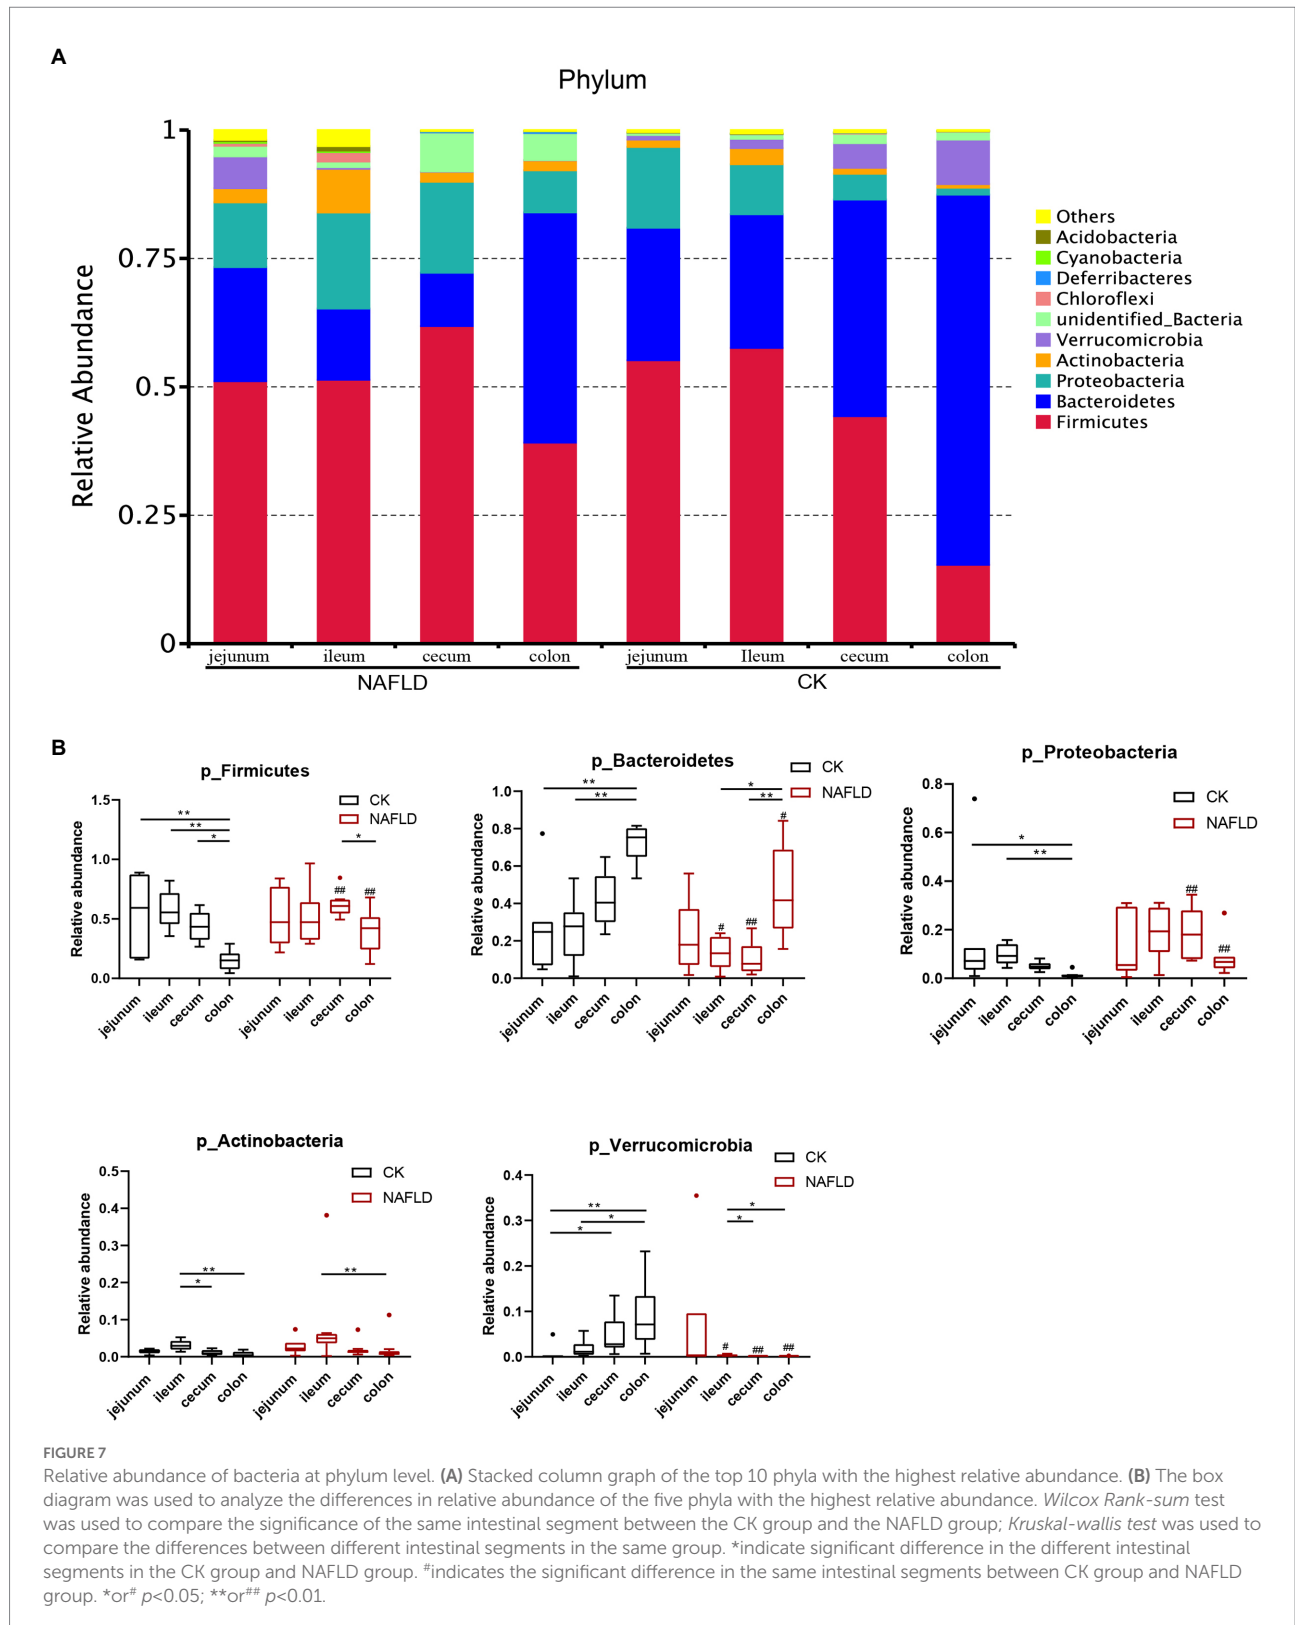 A
Phylum
Relative Abundance
1
0.75
0.5
0.25
0
jejunum ileum cecum colon jejunum Ileum cecum colon
NAFLD CK
Others
Acidobacteria
Cyanobacteria
Deferribacteres
Chloroflexi
unidentified_Bacteria
Verrucomicrobia
Actinobacteria
Proteobacteria
Bacteroidetes
Firmicutes
B
p_Firmicutes
CK
NAFLD
Relative abundance
1.5
1.0
0.5
0.0
** ** * * ## ##
jejunum ileum cecum colon jejunum ileum cecum colon
p_Bacteroidetes
CK
NAFLD
Relative abundance
1.0
0.8
0.6
0.4
0.2
0.0
** ** * ** # ## #
jejunum ileum cecum colon jejunum ileum cecum colon
p_Proteobacteria
CK
NAFLD
Relative abundance
0.8
0.6
0.4
0.2
0.0
* ** ## ##
jejunum ileum cecum colon jejunum ileum cecum colon
p_Actinobacteria
CK
NAFLD
Relative abundance
0.5
0.4
0.3
0.2
0.1
0.0
** * **
jejunum ileum cecum colon jejunum ileum cecum colon
p_Verrucomicrobia
CK
NAFLD
Relative abundance
0.4
0.3
0.2
0.1
0.0
** * * * * # ## ##
jejunum ileum cecum colon jejunum ileum cecum colon
FIGURE 7
Relative abundance of bacteria at phylum level. (A) Stacked column graph of the top 10 phyla with the highest relative abundance. (B) The box
diagram was used to analyze the differences in relative abundance of the five phyla with the highest relative abundance. Wilcox Rank-sum test
was used to compare the significance of the same intestinal segment between the CK group and the NAFLD group; Kruskal-wallis test was used to
compare the differences between different intestinal segments in the same group. *indicate significant difference in the different intestinal
segments in the CK group and NAFLD group. #indicates the significant difference in the same intestinal segments between CK group and NAFLD
group. *or# p<0.05; **or## p<0.01.